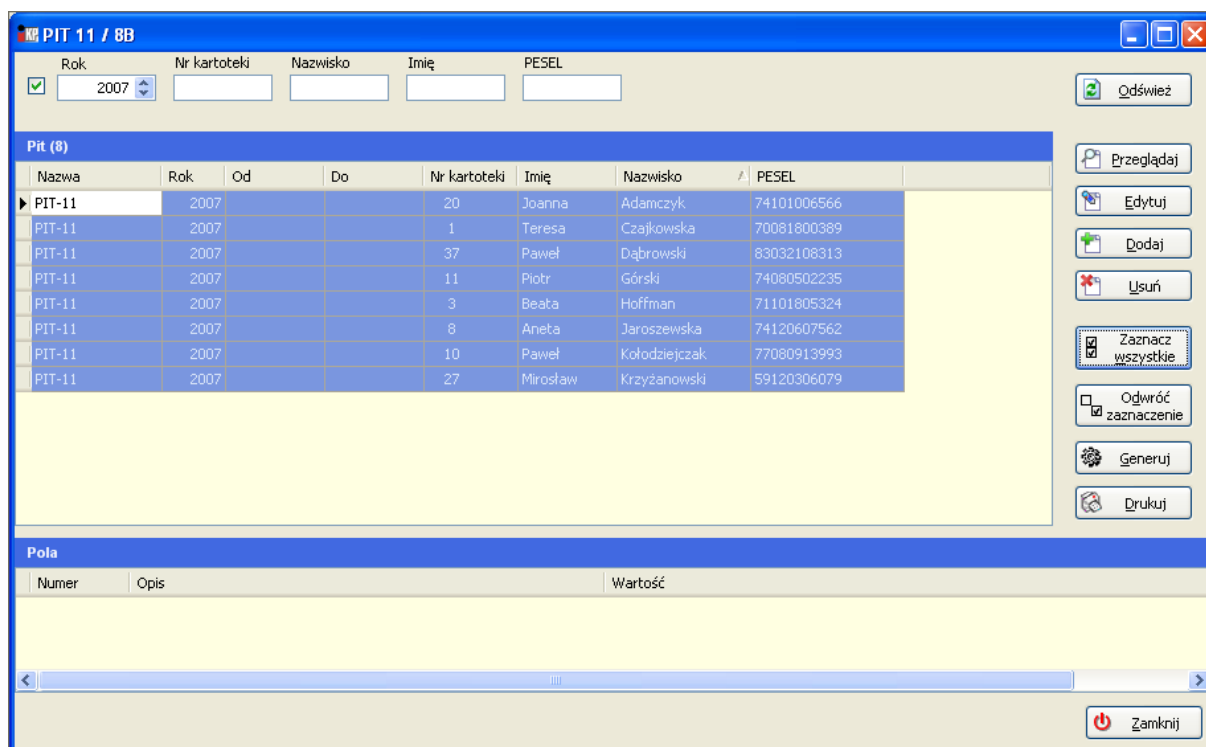 iKP PIT 11 / 8B
Rok Nr kartoteki Nazwisko Imię PESEL
2007
Odśwież
Pit (8)
Nazwa Rok Od Do Nr kartoteki Imię Nazwisko PESEL
PIT-11 2007 20 Joanna Adamczyk 74101006566
PIT-11 2007 1 Teresa Czajkowska 70081800389
PIT-11 2007 37 Paweł Dąbrowski 83032108313
PIT-11 2007 11 Piotr Górski 74080502235
PIT-11 2007 3 Beata Hoffman 71101805324
PIT-11 2007 8 Aneta Jaroszewska 74120607562
PIT-11 2007 10 Paweł Kołodziejczak 77080913993
PIT-11 2007 27 Mirosław Krzyżanowski 59120306079
Przeglądaj
Edytuj
Dodaj
Usuń
Zaznacz
wszystkie
Odwróć
zaznaczenie
Generuj
Drukuj
Pola
Numer Opis Wartość
Zamknij